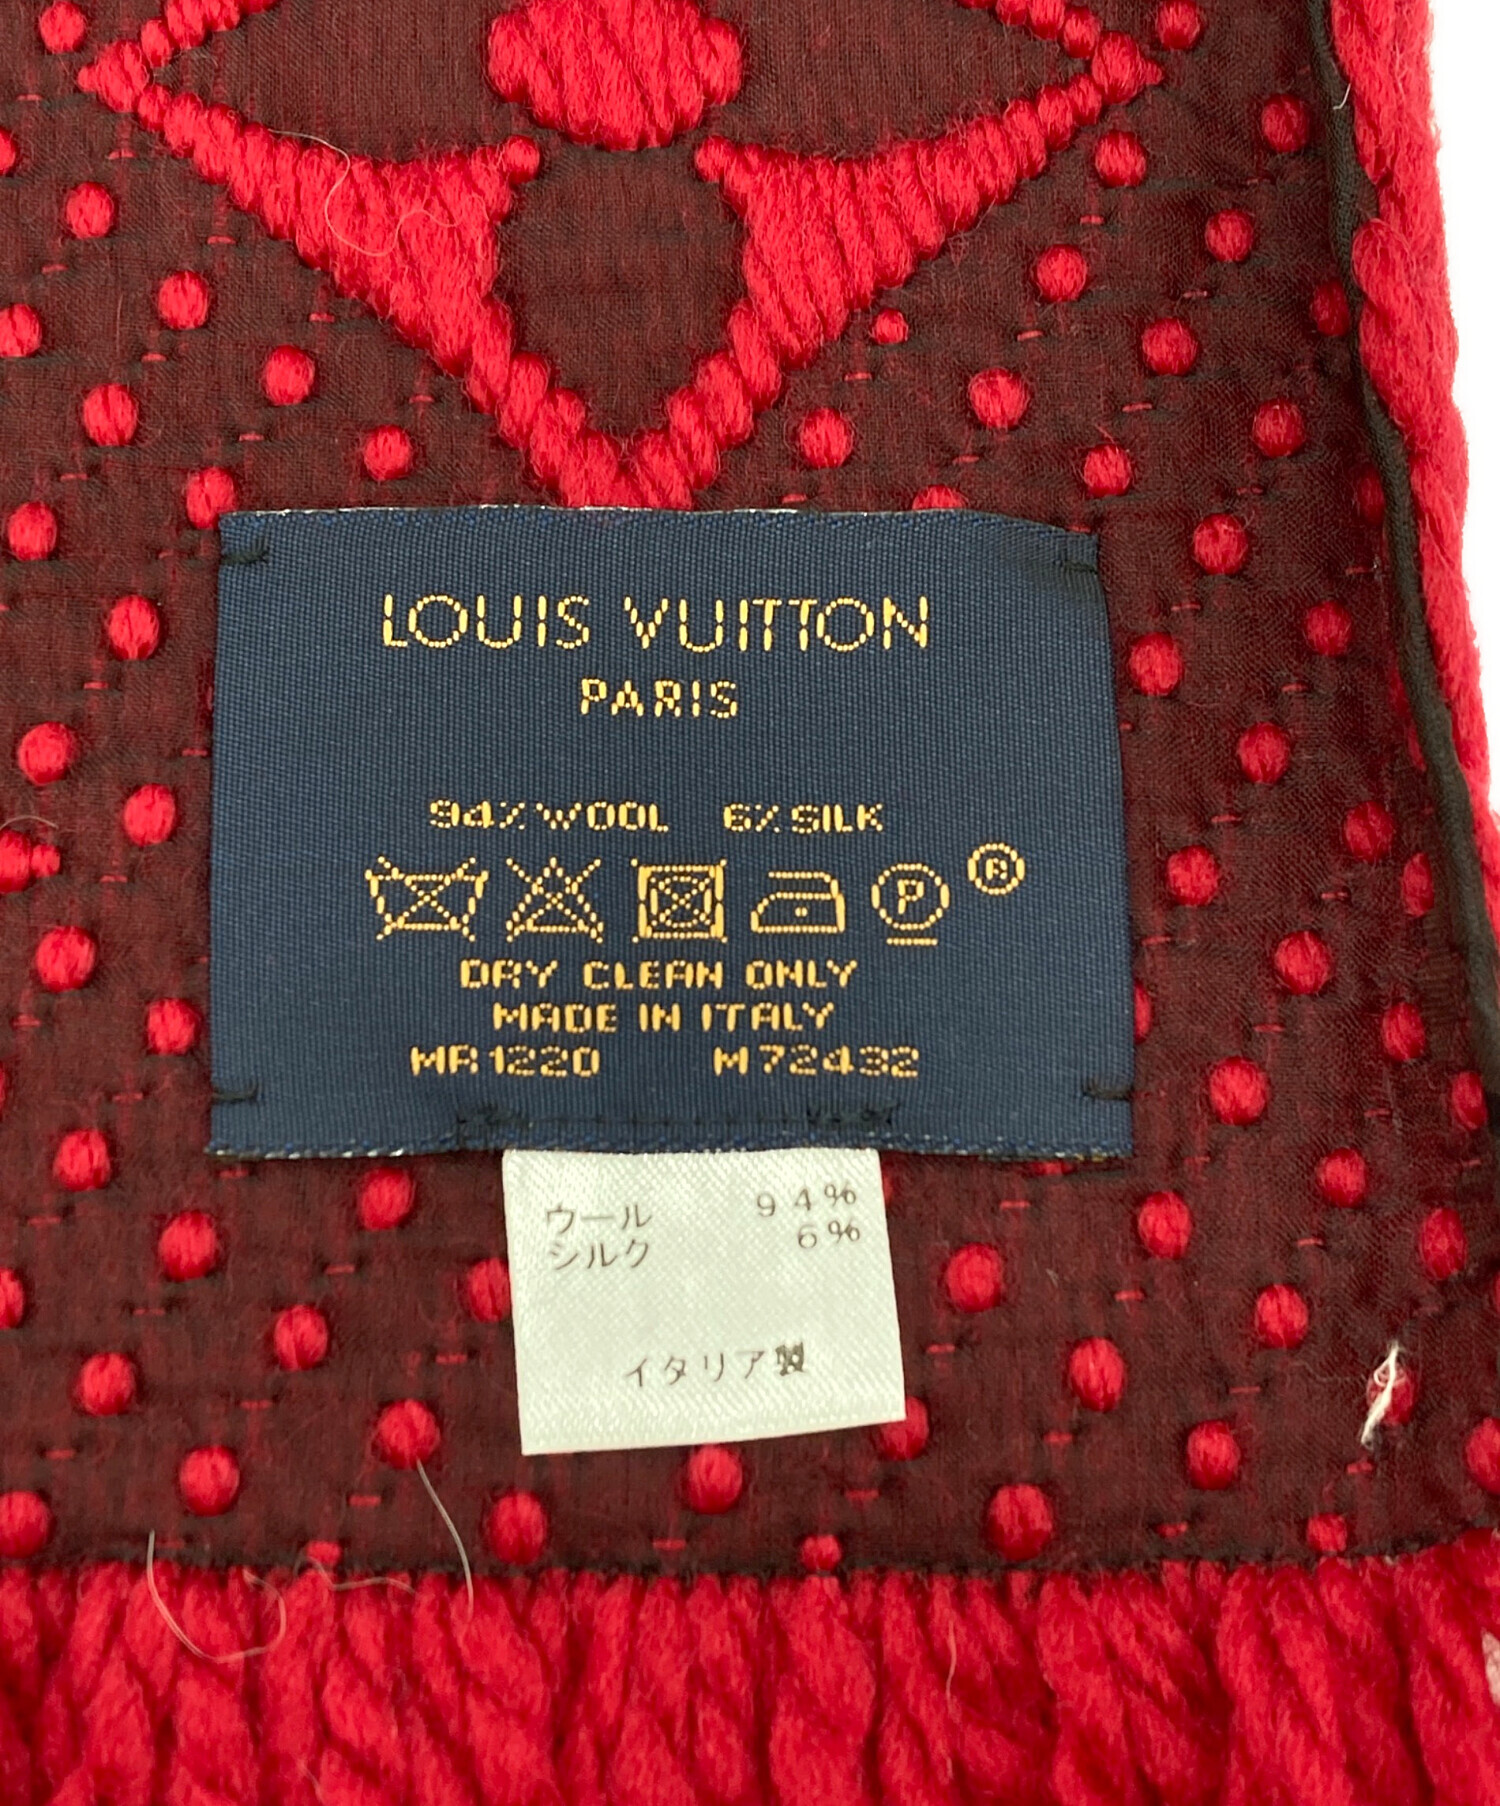 LOUIS VUITTON
PARIS
94% WOOL 6% SILK
P ®
DRY CLEAN ONLY
MADE IN ITALY
MR1220 M72432
ウール 94%
シルク 6%
イタリア製